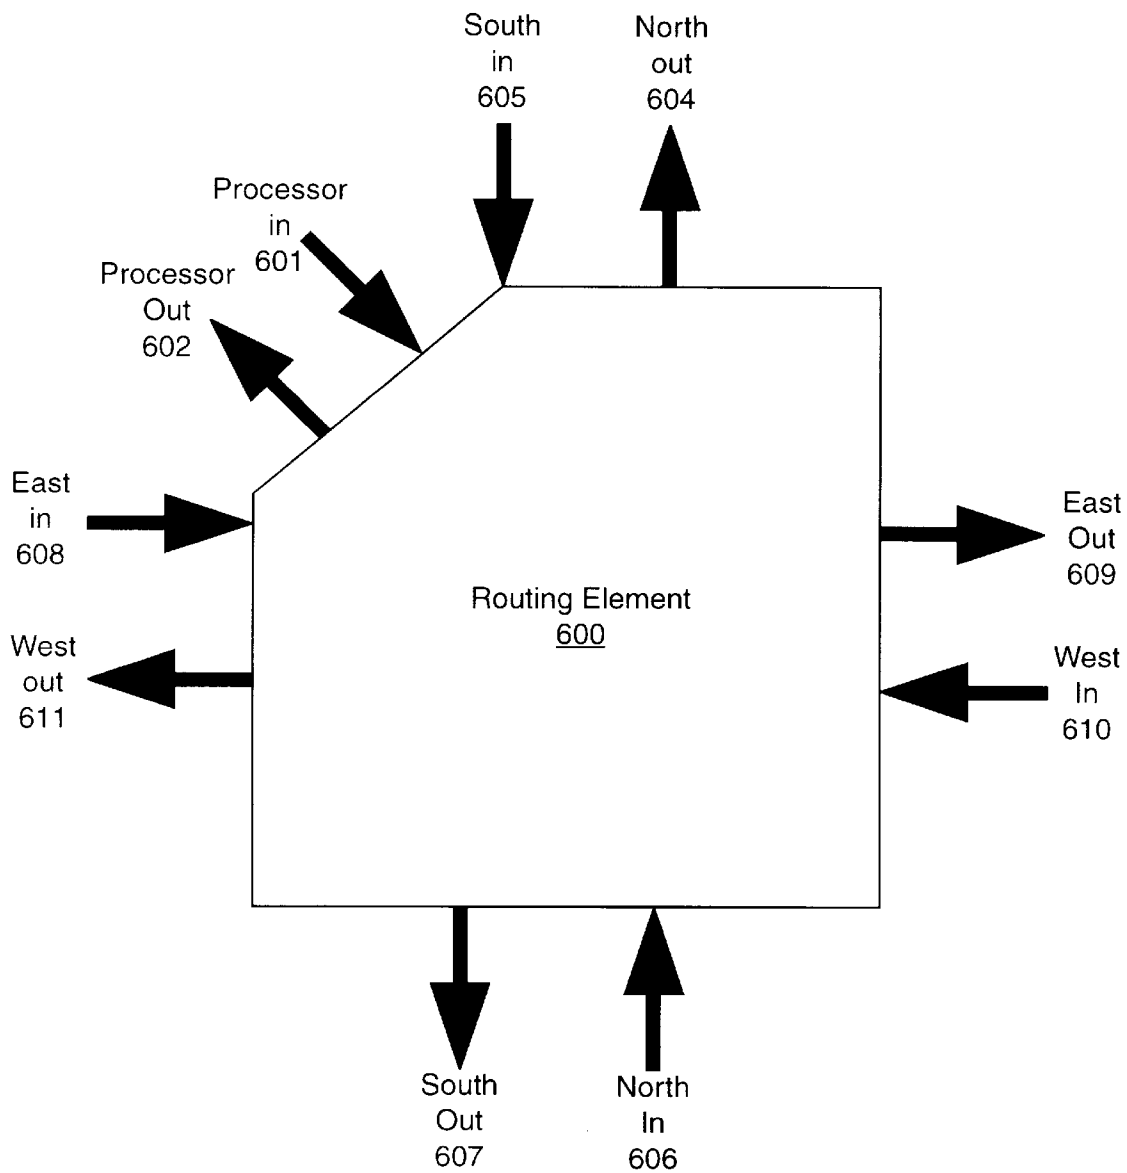 South
in
605
North
out
604
Processor
in
601
Processor
Out
602
East
in
608
East
Out
609
Routing Element
600
West
out
611
West
In
610
South
Out
607
North
In
606